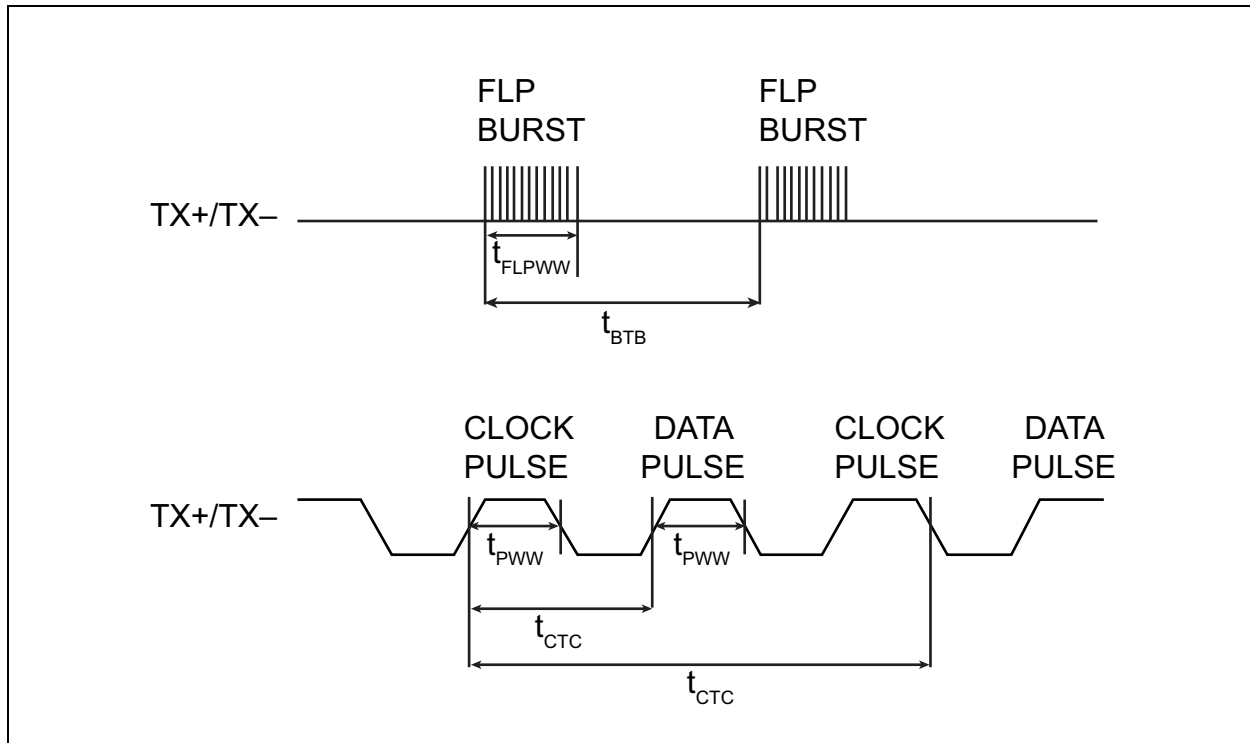 FLP
BURST
FLP
BURST
TX+/TX–
tFLPWW
tBTB
CLOCK
PULSE
DATA
PULSE
CLOCK
PULSE
DATA
PULSE
TX+/TX–
tPWW
tPWW
tCTC
tCTC